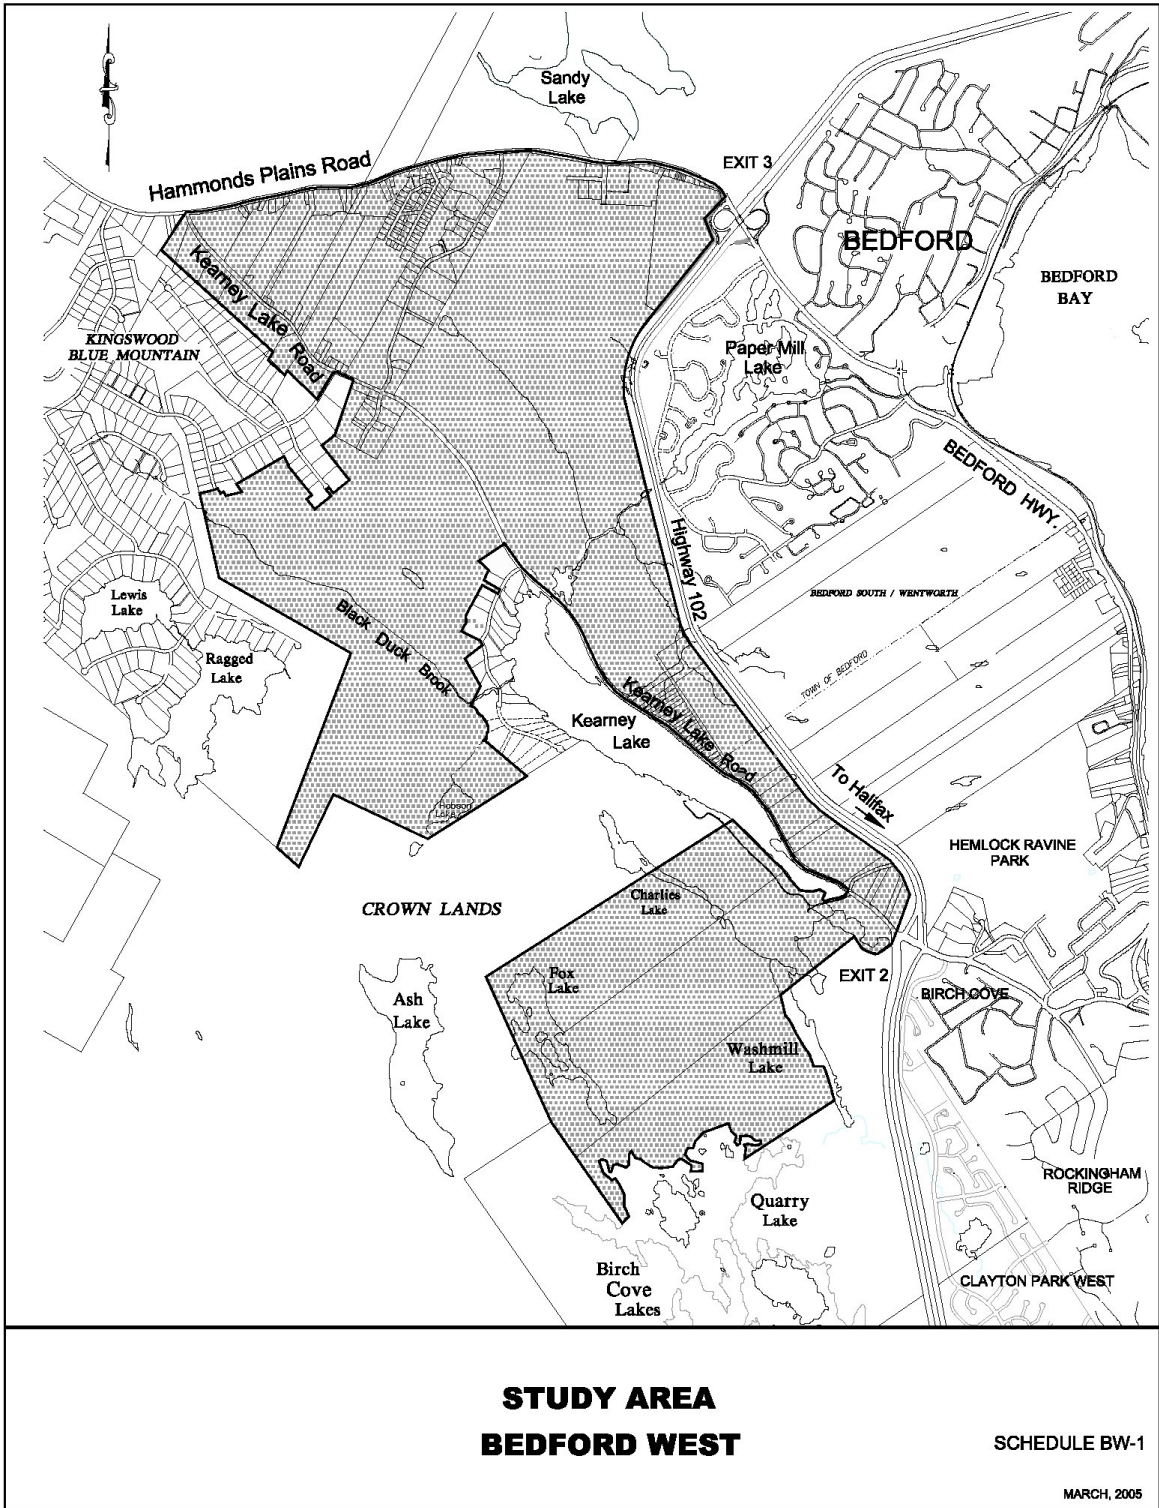 Sandy
Lake
EXIT 3
Hammonds Plains Road
BEDFORD
BEDFORD
BAY
Kearney Lake Road
KINGSWOOD
BLUE MOUNTAIN
Paper Mill
Lake
BEDFORD HWY.
Highway 102
BEDFORD SOUTH / WENTWORTH
Lewis
Lake
Black Duck Brook
Ragged
Lake
TOWN OF BEDFORD
Kearney Lake Road
Kearney
Lake
To Halifax
Hobson
Lake
HEMLOCK RAVINE
PARK
CROWN LANDS
Charlies
Lake
Fox
Lake
EXIT 2
BIRCH COVE
Ash
Lake
Washmill
Lake
ROCKINGHAM
RIDGE
Quarry
Lake
Birch
Cove
Lakes
CLAYTON PARK WEST
STUDY AREA
BEDFORD WEST
SCHEDULE BW-1
MARCH, 2005